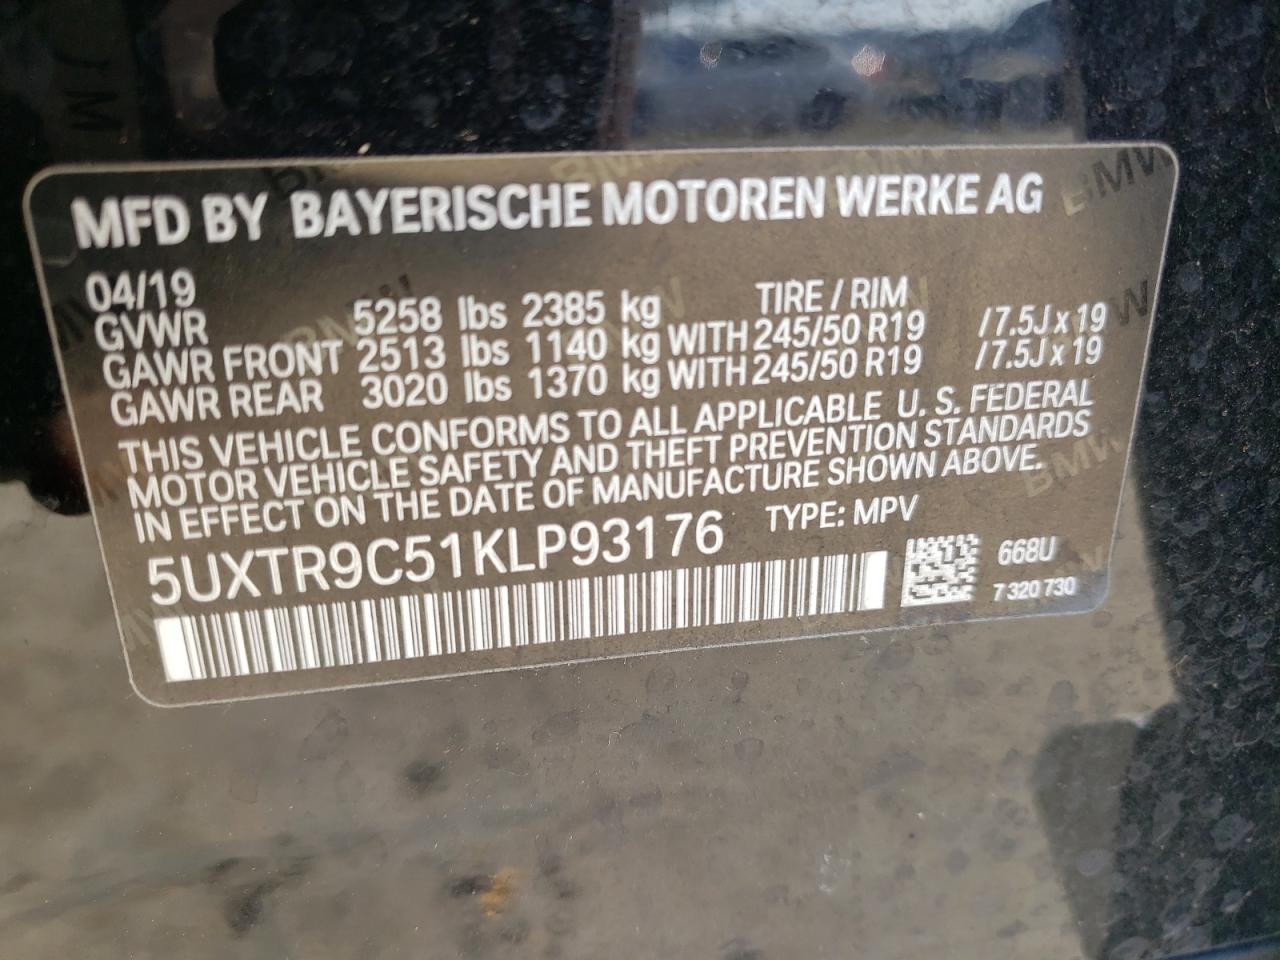 MFD BY BAYERISCHE MOTOREN WERKE AG
04/19 TIRE / RIM
GVWR 5258 lbs 2385 kg
GAWR FRONT 2513 lbs 1140 kg WITH 245/50 R19 /7.5J x 19
GAWR REAR 3020 lbs 1370 kg WITH 245/50 R19 /7.5J x 19
THIS VEHICLE CONFORMS TO ALL APPLICABLE U. S. FEDERAL
MOTOR VEHICLE SAFETY AND THEFT PREVENTION STANDARDS
IN EFFECT ON THE DATE OF MANUFACTURE SHOWN ABOVE.
5UXTR9C51KLP93176 TYPE: MPV
668U
7 320 730